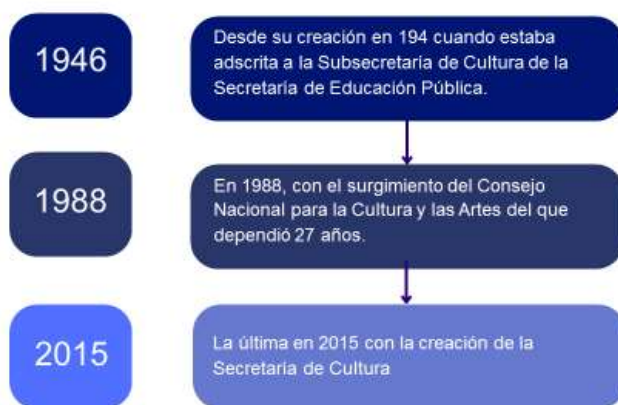 1946
Desde su creación en 194 cuando estaba
adscrita a la Subsecretaría de Cultura de la
Secretaría de Educación Pública.
1988
En 1988, con el surgimiento del Consejo
Nacional para la Cultura y las Artes del que
dependió 27 años.
2015
La última en 2015 con la creación de la
Secretaría de Cultura